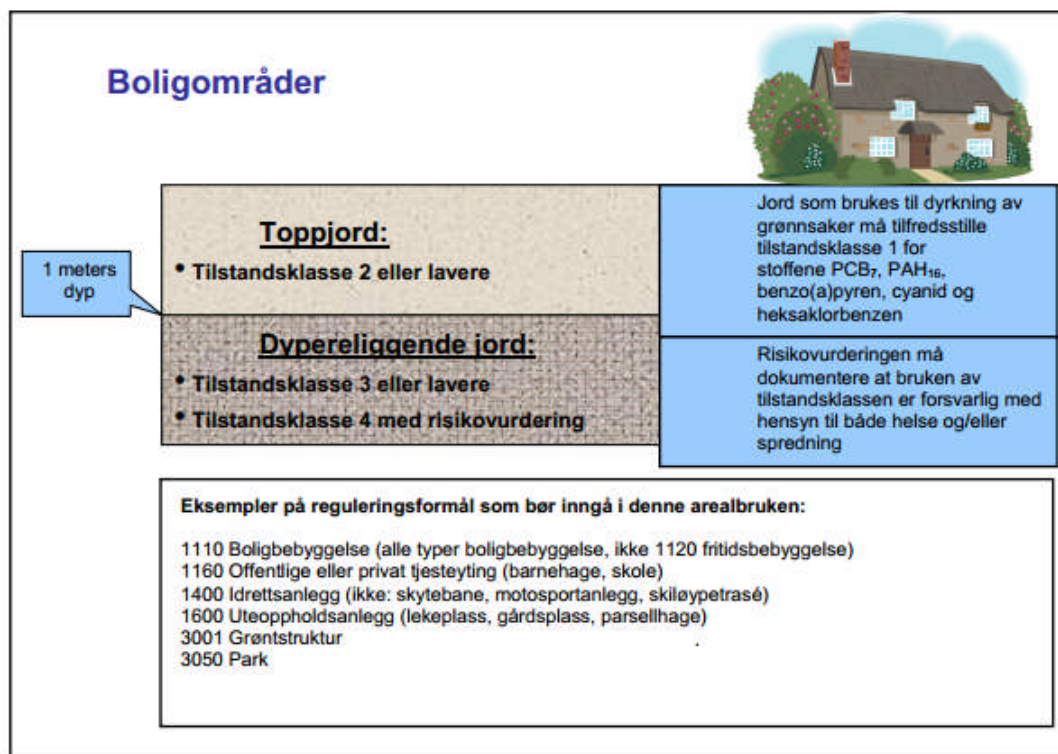 Boligområder
Toppjord:
• Tilstandsklasse 2 eller lavere
Jord som brukes til dyrkning av
grønnsaker må tilfredsstille
tilstandsklasse 1 for
stoffene PCB₇, PAH₁₆,
benzo(a)pyren, cyanid og
heksaklorbenzen
1 meters
dyp
Dypereliggende jord:
• Tilstandsklasse 3 eller lavere
• Tilstandsklasse 4 med risikovurdering
Risikovurderingen må
dokumentere at bruken av
tilstandsklassen er forsvarlig med
hensyn til både helse og/eller
spredning
Eksempler på reguleringsformål som bør inngå i denne arealbruken:
1110 Boligbebyggelse (alle typer boligbebyggelse, ikke 1120 fritidsbebyggelse)
1160 Offentlige eller privat tjesteyting (barnehage, skole)
1400 Idrettsanlegg (ikke: skytebane, motosportanlegg, skiløypetrasé)
1600 Uteoppholdsanlegg (lekeplass, gårdsplass, parsellhage)
3001 Grøntstruktur
3050 Park